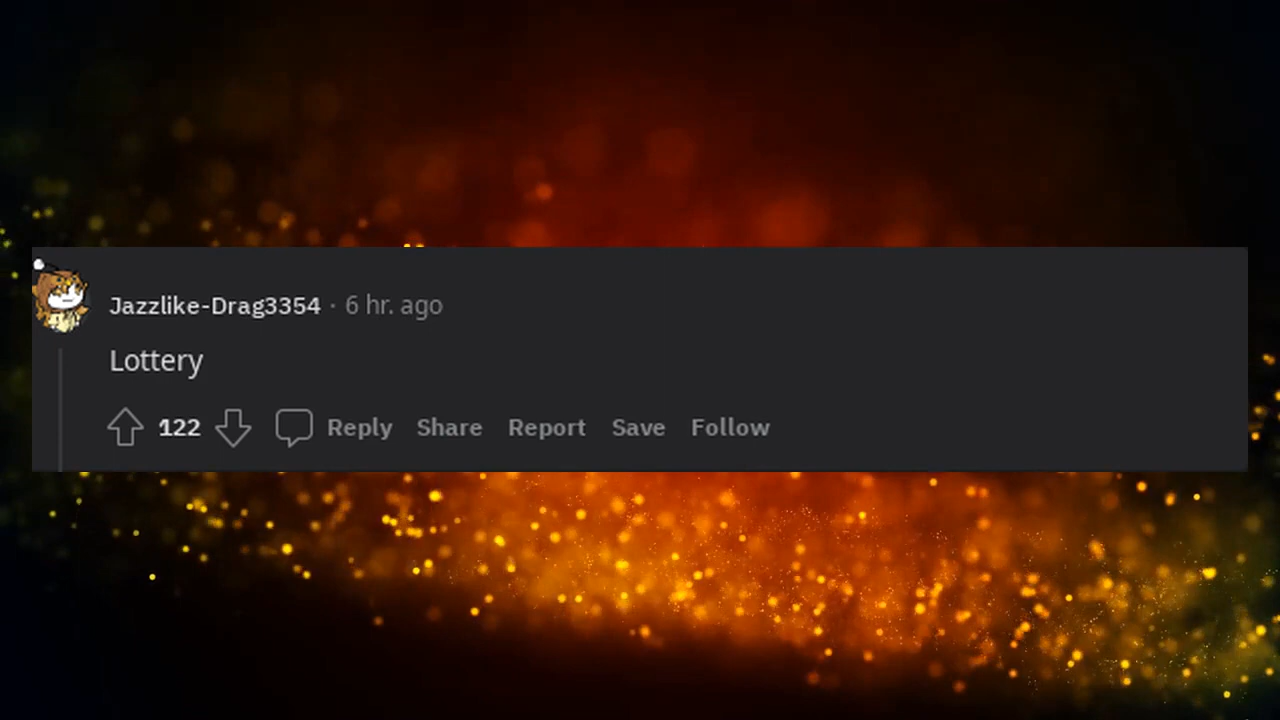 Jazzlike-Drag3354 · 6 hr. ago
Lottery
122 Reply Share Report Save Follow